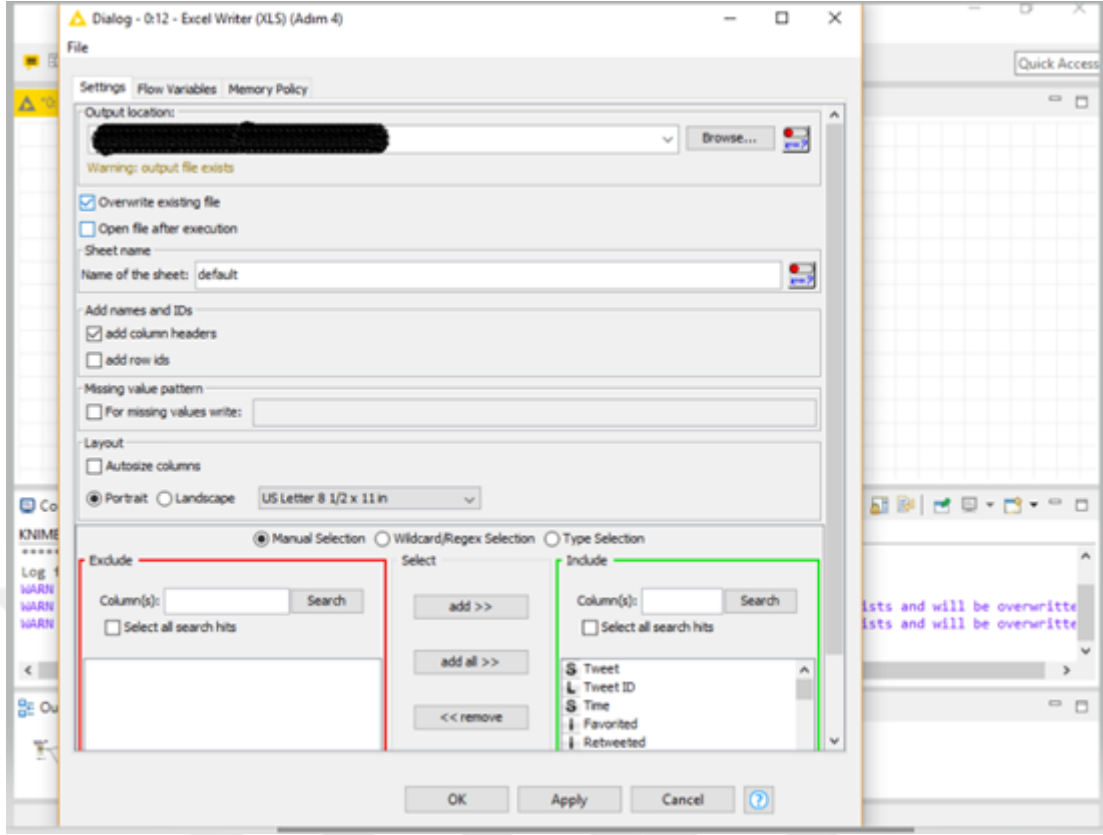 Dialog - 0:12 - Excel Writer (XLS) (Adım 4)
File
Quick Access
Settings Flow Variables Memory Policy
Output location:
Browse...
Warning: output file exists
Overwrite existing file
Open file after execution
Sheet name
Name of the sheet: default
Add names and IDs
add column headers
add row ids
Missing value pattern
For missing values write:
Layout
Autosize columns
Portrait Landscape US Letter 8 1/2 x 11 in
Co
Manual Selection Wildcard/Regex Selection Type Selection
KNIME
Exclude Select Include
Log
WARN
Column(s): Search add >> Column(s): Search
WARN ists and will be overwritte
Select all search hits Select all search hits
WARN ists and will be overwritte
add all >>
S Tweet
L Tweet ID
S Time
Ou
<< remove
I Favorited
I Retweeted
OK Apply Cancel ?